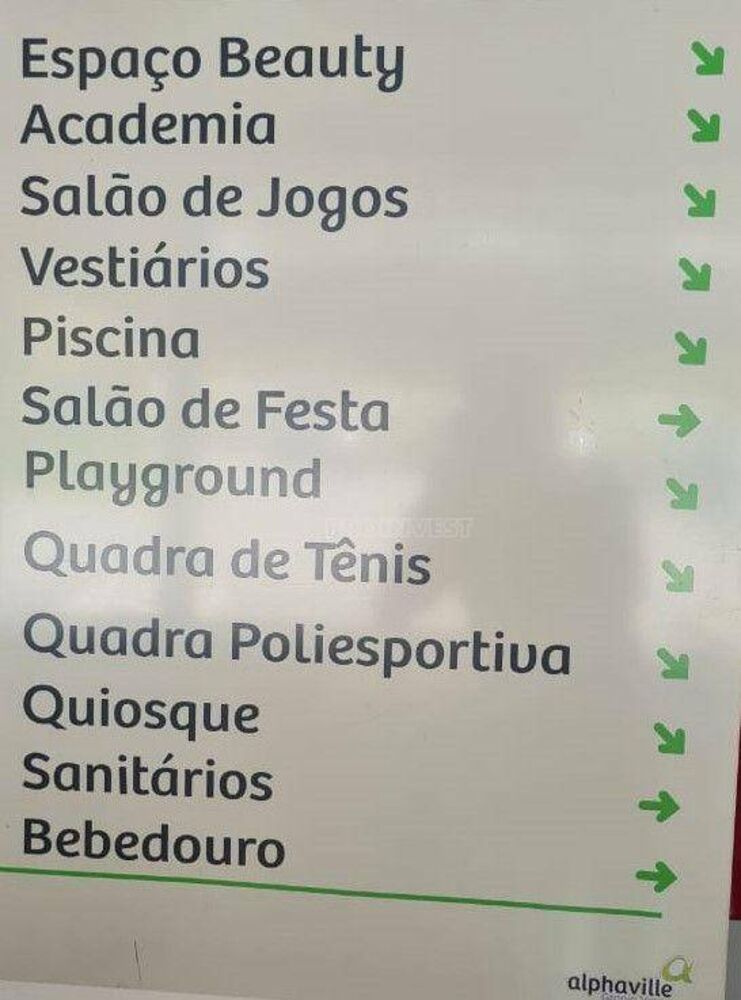 Espaço Beauty
Academia
Salão de Jogos
Vestiários
Piscina
Salão de Festa
Playground
Quadra de Tênis
Quadra Poliesportiva
Quiosque
Sanitários
Bebedouro
alphaville